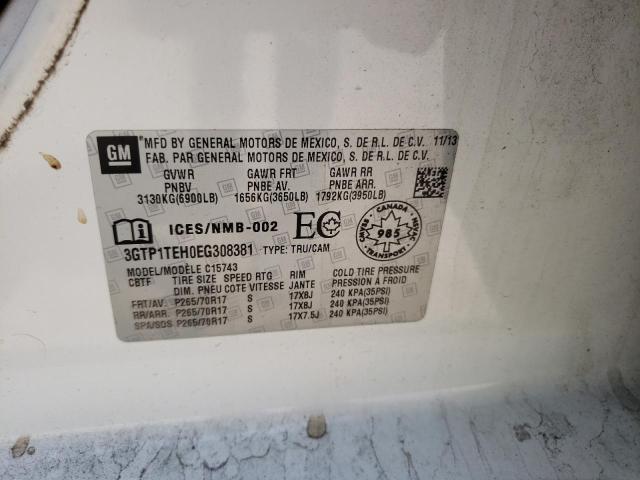 GM
MFD BY GENERAL MOTORS DE MEXICO, S. DE R.L. DE C.V. 11/13
FAB. PAR GENERAL MOTORS DE MEXICO, S. DE R.L. DE C.V.
GVWR GAWR FRT GAWR RR
PNBV PNBE AV. PNBE ARR.
3130KG(6900LB) 1656KG(3650LB) 1792KG(3950LB)
ICES/NMB-002 EC CANADA CMVSS 985 NSVAC TRANSPORT
3GTP1TEH0EG308381 TYPE: TRU/CAM
MODEL/MODÈLE C15743
CBTF TIRE SIZE SPEED RTG RIM COLD TIRE PRESSURE
DIM. PNEU COTE VITESSE JANTE PRESSION À FROID
FRT/AV. P265/70R17 S 17X8J 240 KPA(35PSI)
RR/ARR. P265/70R17 S 17X8J 240 KPA(35PSI)
SPA/SDS P265/70R17 S 17X7.5J 240 KPA(35PSI)